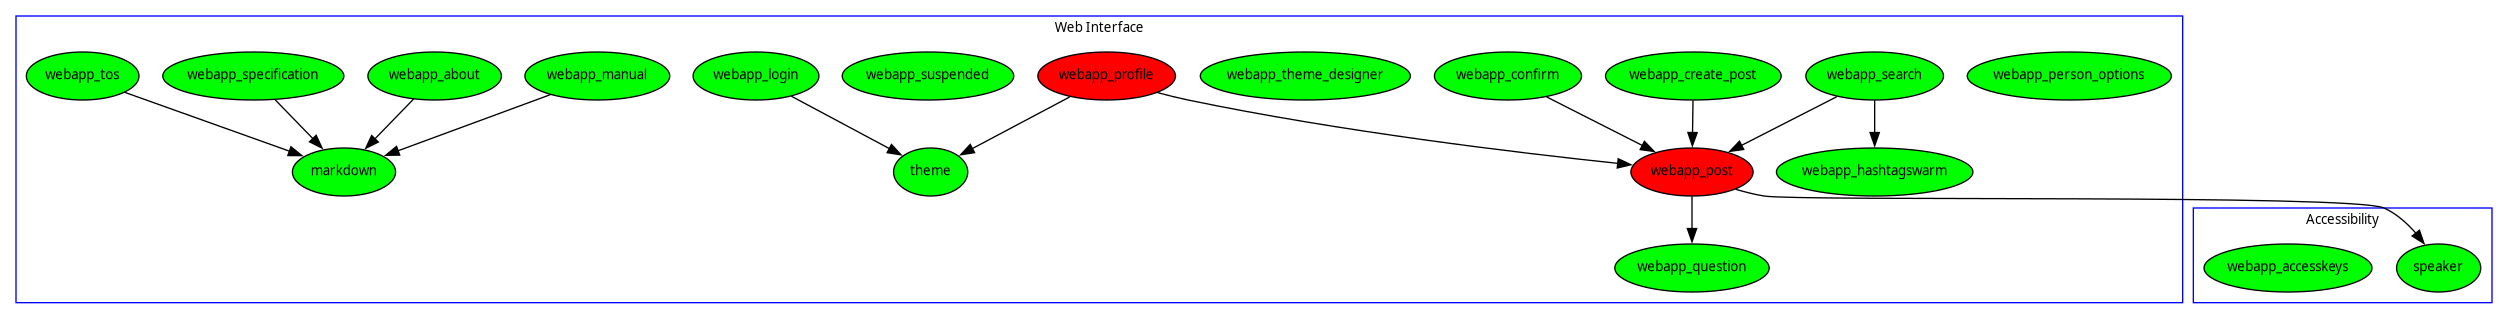 Web Interface
webapp_tos
webapp_specification
webapp_about
webapp_manual
webapp_login
webapp_suspended
webapp_profile
webapp_theme_designer
webapp_confirm
webapp_create_post
webapp_search
webapp_person_options
markdown
theme
webapp_post
webapp_hashtagswarm
Accessibility
webapp_question
webapp_accesskeys
speaker